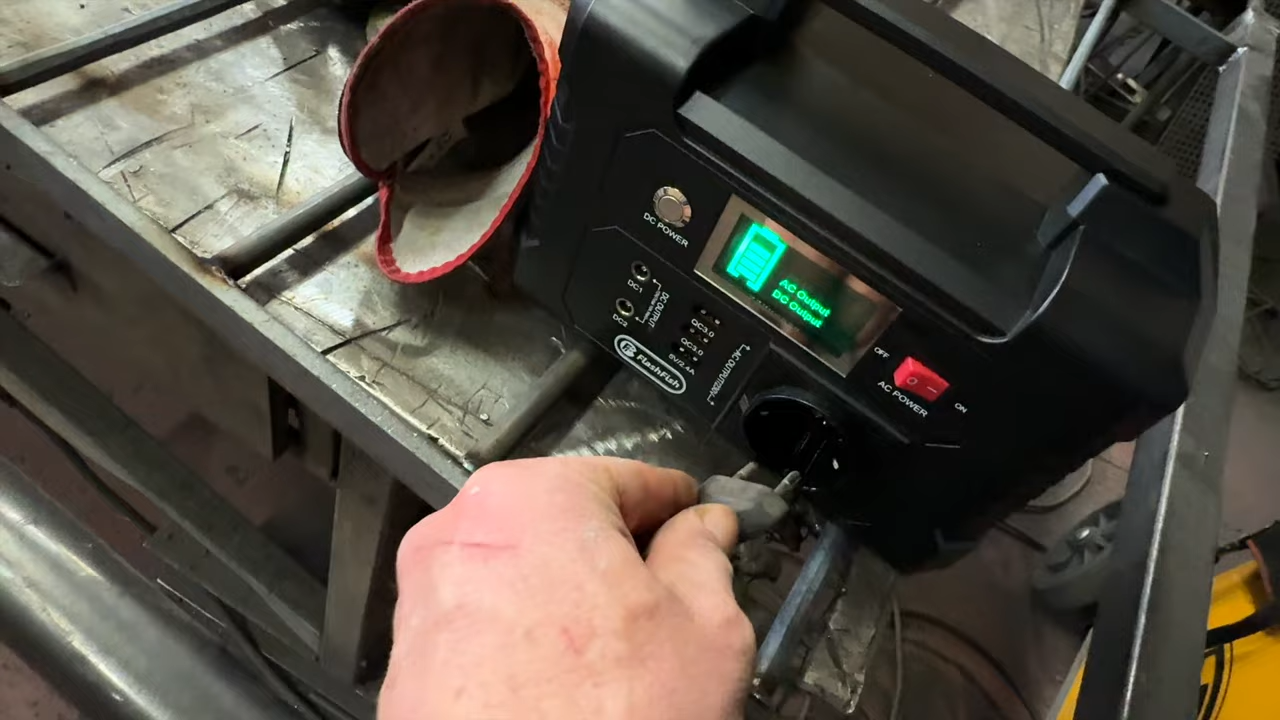 DC POWER
AC Output
DC Output
DC1
DC2
DC OUTPUT
QC3.0
QC3.0
5V/2.4A
FlashFish
AC OUTPUT
OFF
AC POWER
ON